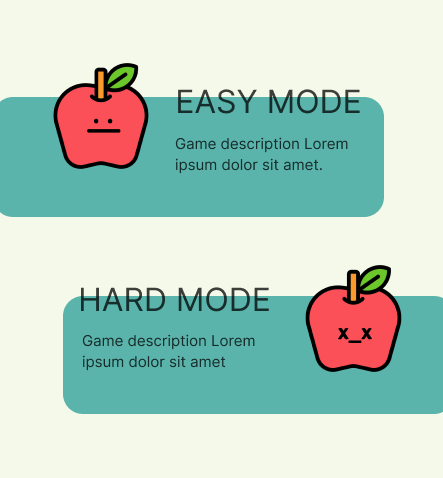 EASY MODE
Game description Lorem
ipsum dolor sit amet.
HARD MODE
Game description Lorem
ipsum dolor sit amet
x_x